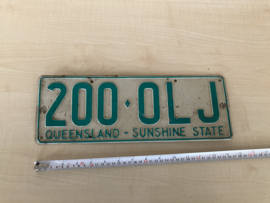 200·OLJ
QUEENSLAND - SUNSHINE STATE